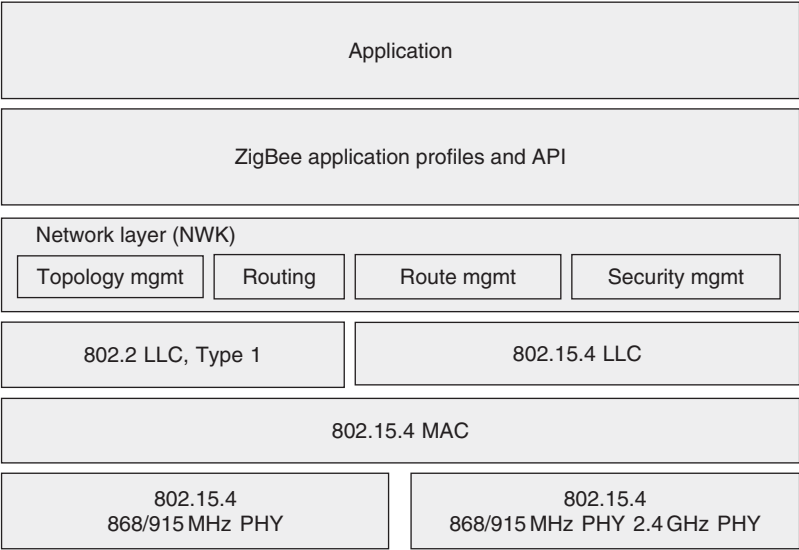 Application
ZigBee application profiles and API
Network layer (NWK)
Topology mgmt
Routing
Route mgmt
Security mgmt
802.2 LLC, Type 1
802.15.4 LLC
802.15.4 MAC
802.15.4
868/915 MHz PHY
802.15.4
868/915 MHz PHY 2.4 GHz PHY